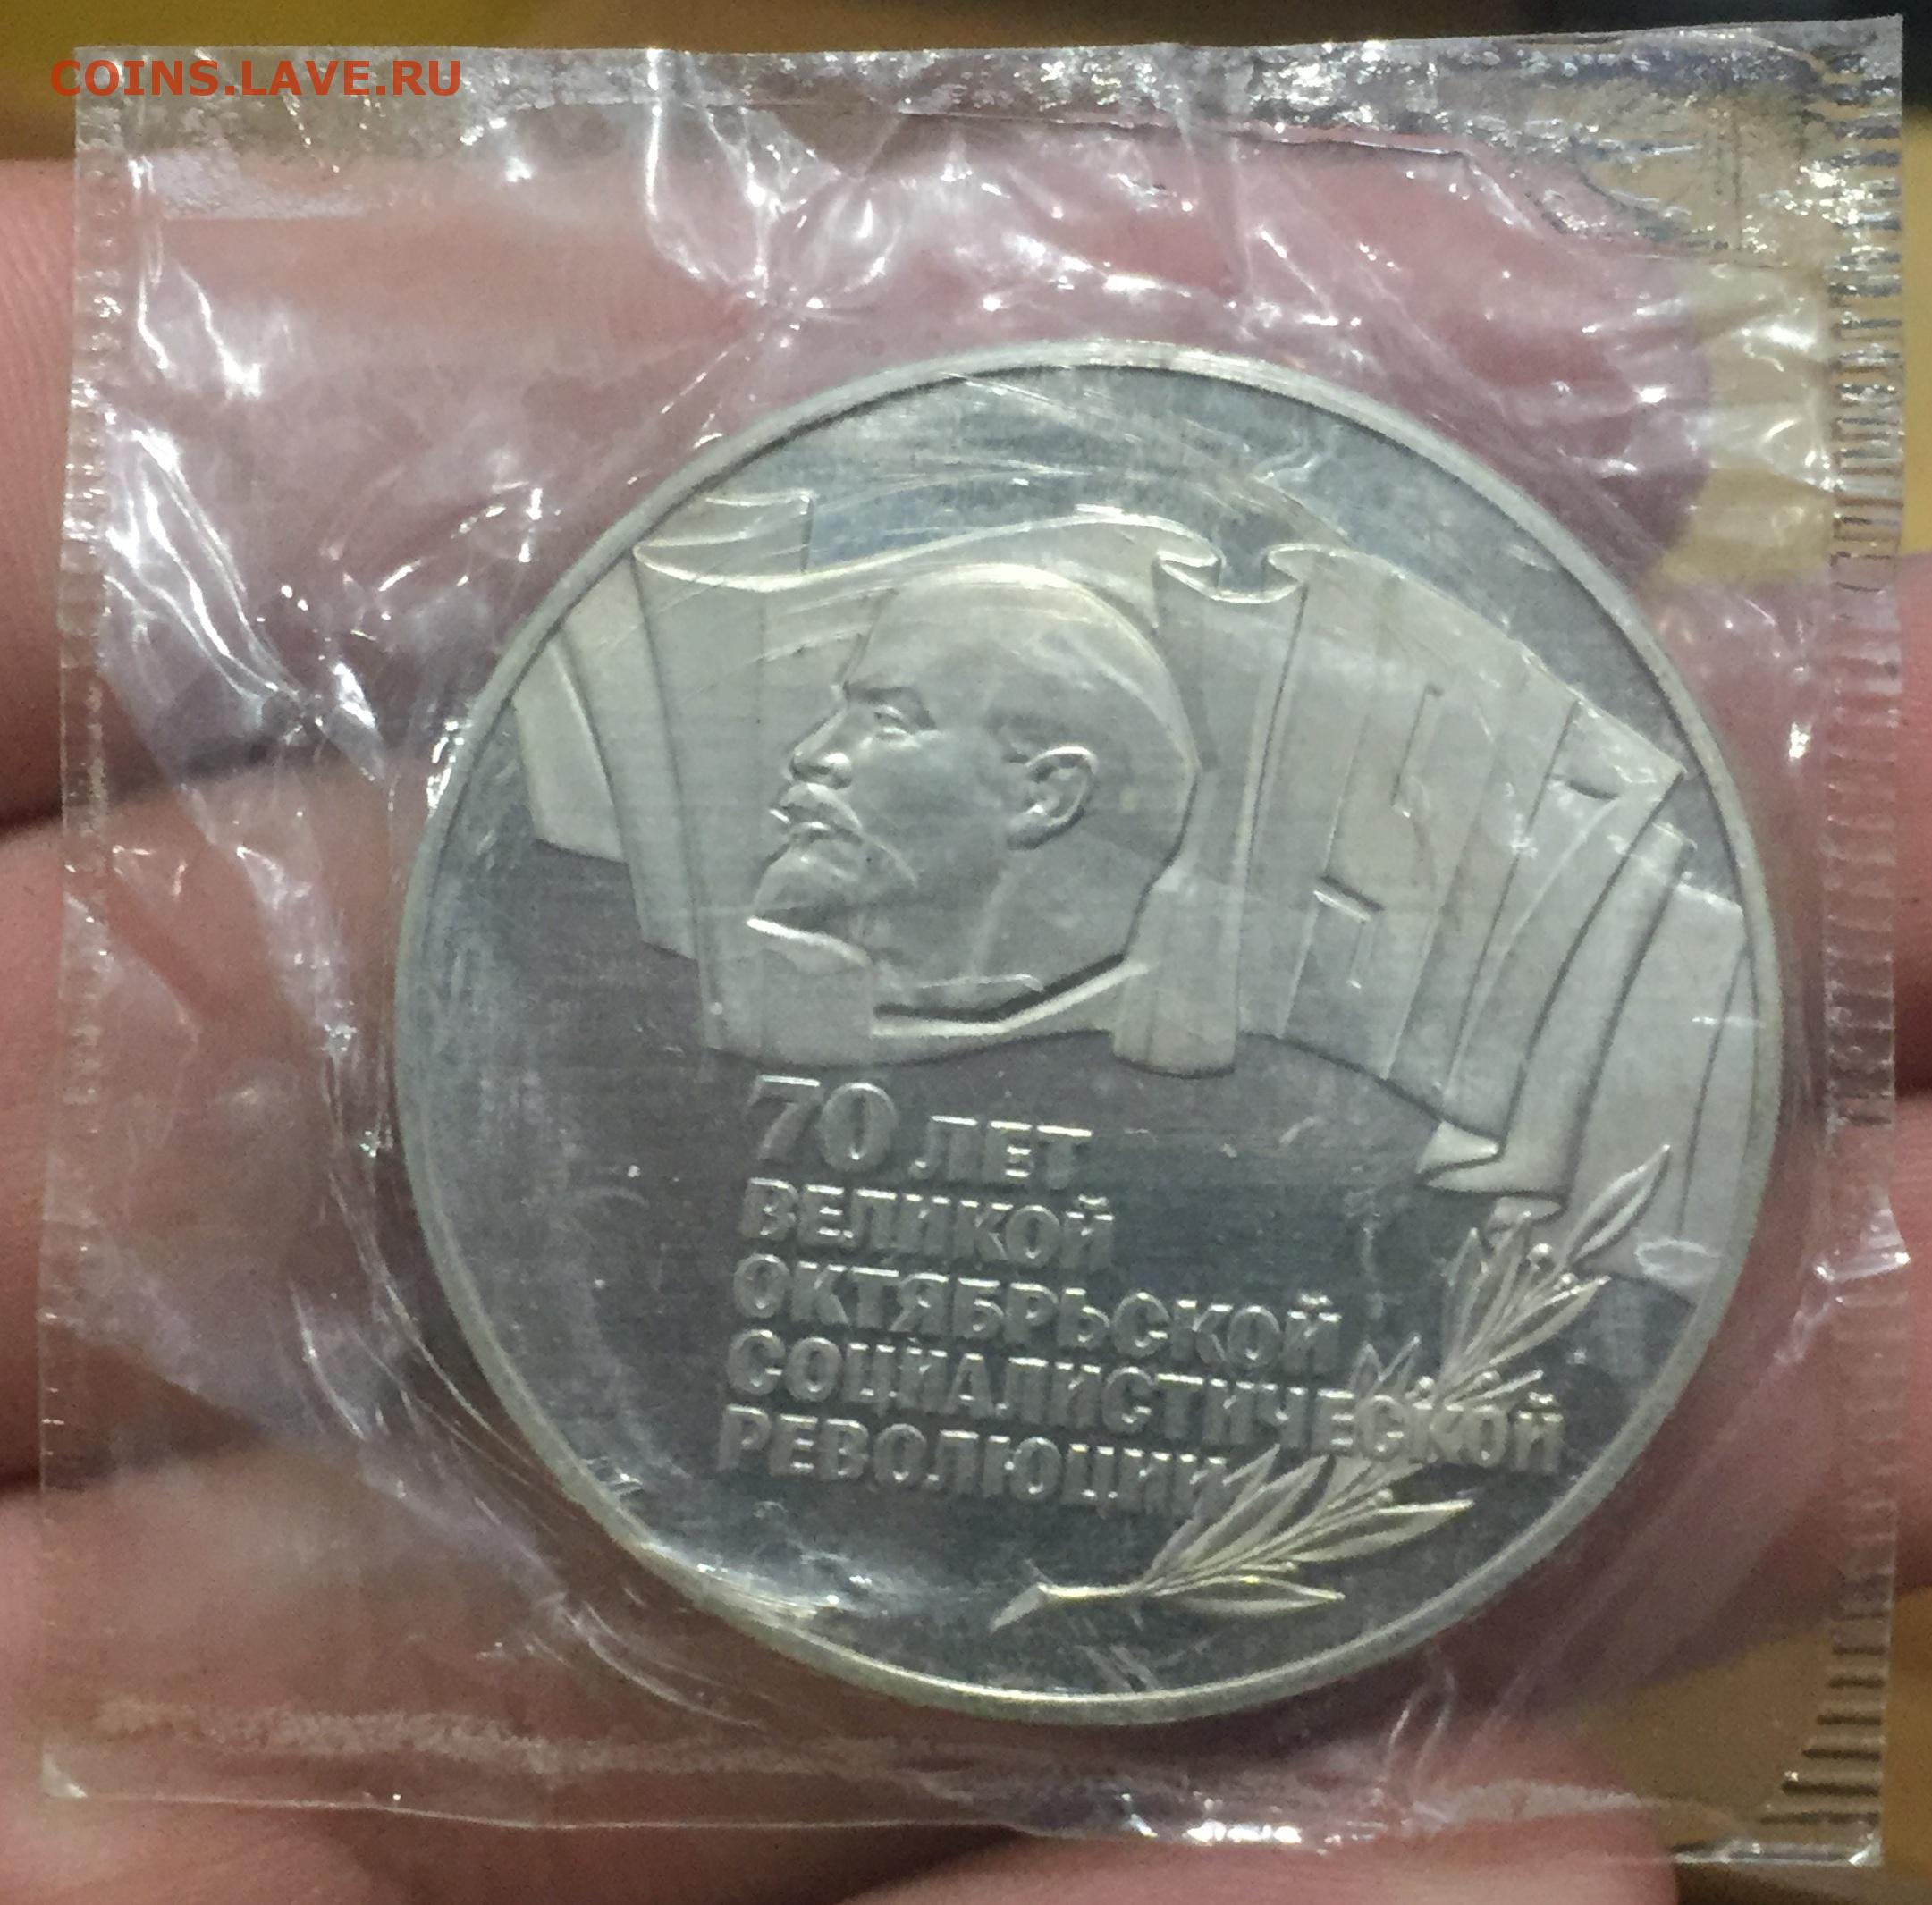 COINS.LAVE.RU
70 ЛЕТ
ВЕЛИКОЙ
ОКТЯБРЬСКОЙ
СОЦИАЛИСТИЧЕСКОЙ
РЕВОЛЮЦИИ